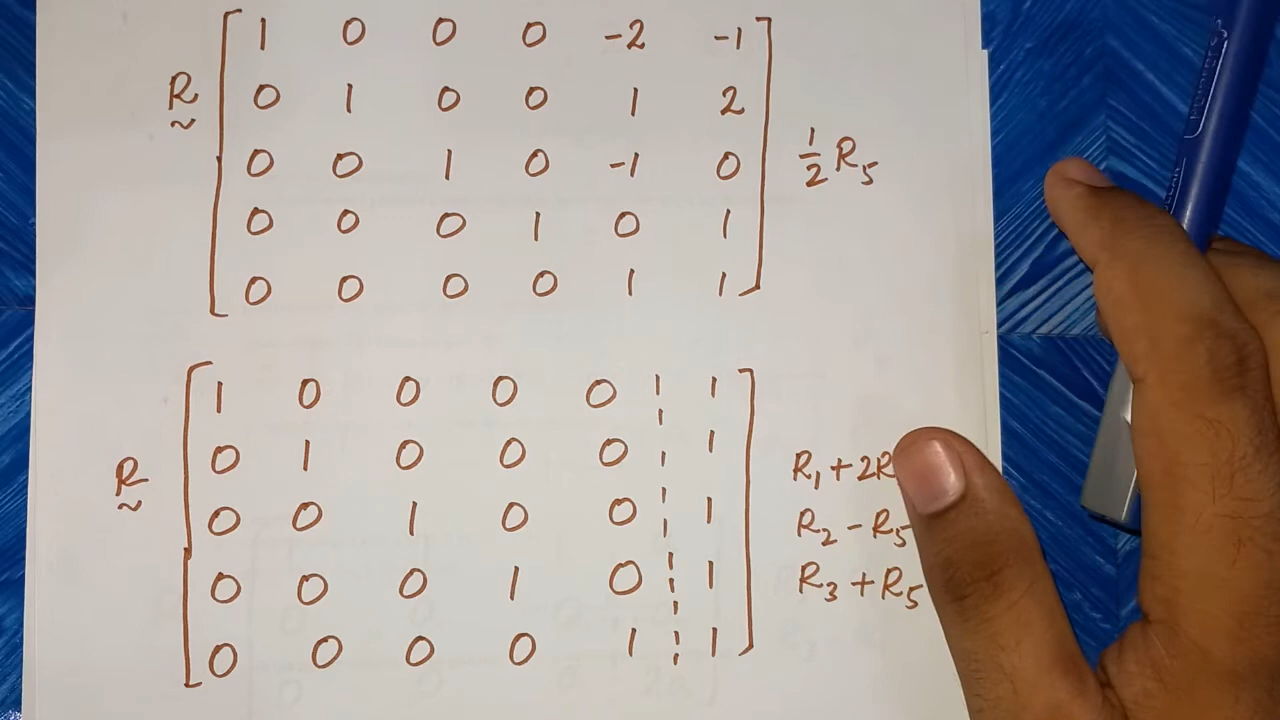 1 0 0 0 -2 -1
R ~ 0 1 0 0 1 2
0 0 1 0 -1 0 1/2 R5
0 0 0 1 0 1
0 0 0 0 1 1
1 0 0 0 0 1
0 1 0 0 0 1
R ~ R1 + 2R
0 0 1 0 0 1 R2 - R5
0 0 0 1 0 1 R3 + R5
0 0 0 0 1 1